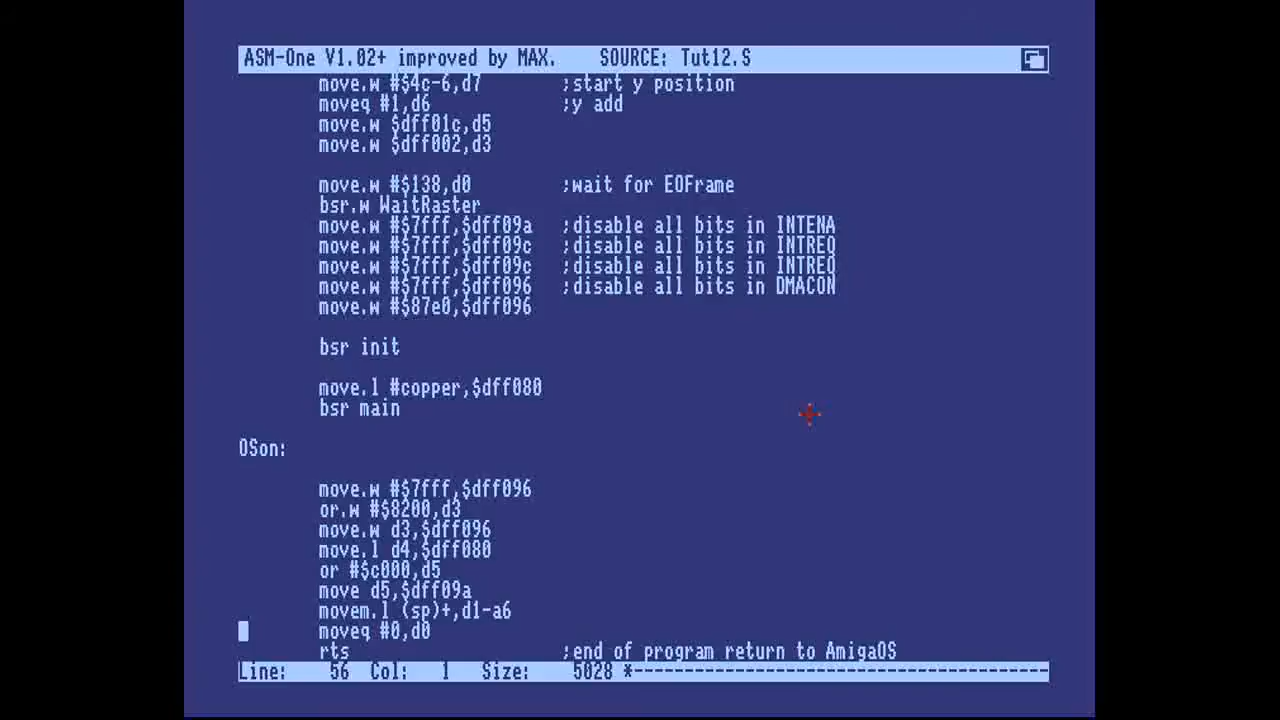 ASM-One V1.02+ improved by MAX.    SOURCE: Tut12.S
move.w #$4c-6,d7        ;start y position
moveq #1,d6             ;y add
move.w $dff01c,d5
move.w $dff002,d3
move.w #$138,d0         ;wait for EOFrame
bsr.w WaitRaster
move.w #$7fff,$dff09a   ;disable all bits in INTENA
move.w #$7fff,$dff09c   ;disable all bits in INTREQ
move.w #$7fff,$dff09c   ;disable all bits in INTREQ
move.w #$7fff,$dff096   ;disable all bits in DMACON
move.w #$87e0,$dff096
bsr init
move.l #copper,$dff080
bsr main
OSon:
move.w #$7fff,$dff096
or.w #$8200,d3
move.w d3,$dff096
move.l d4,$dff080
or #$c000,d5
move d5,$dff09a
movem.l (sp)+,d1-a6
moveq #0,d0
rts                     ;end of program return to AmigaOS
Line:    56  Col:   1   Size:    5028 *-----------------------------------------